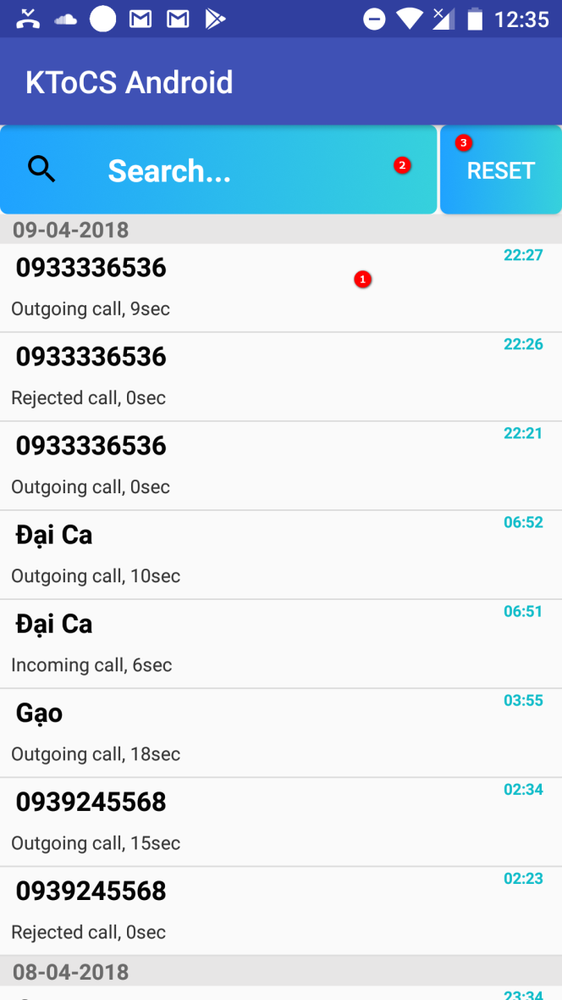 12:35
KToCS Android
Search...
2
3
RESET
09-04-2018
0933336536
22:27
1
Outgoing call, 9sec
0933336536
22:26
Rejected call, 0sec
0933336536
22:21
Outgoing call, 0sec
Đại Ca
06:52
Outgoing call, 10sec
Đại Ca
06:51
Incoming call, 6sec
Gạo
03:55
Outgoing call, 18sec
0939245568
02:34
Outgoing call, 15sec
0939245568
02:23
Rejected call, 0sec
08-04-2018
23:34